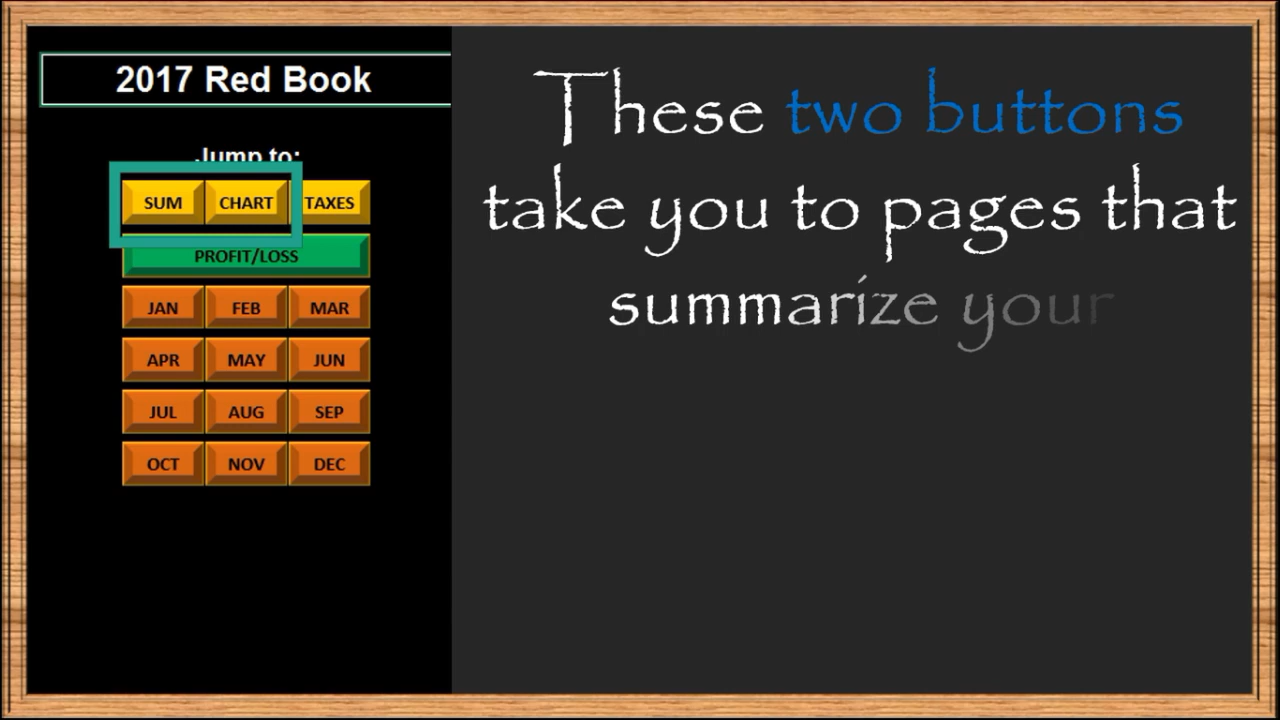 2017 Red Book
Jump to:
SUM CHART TAXES
PROFIT/LOSS
JAN FEB MAR
APR MAY JUN
JUL AUG SEP
OCT NOV DEC
These two buttons
take you to pages that
summarize your